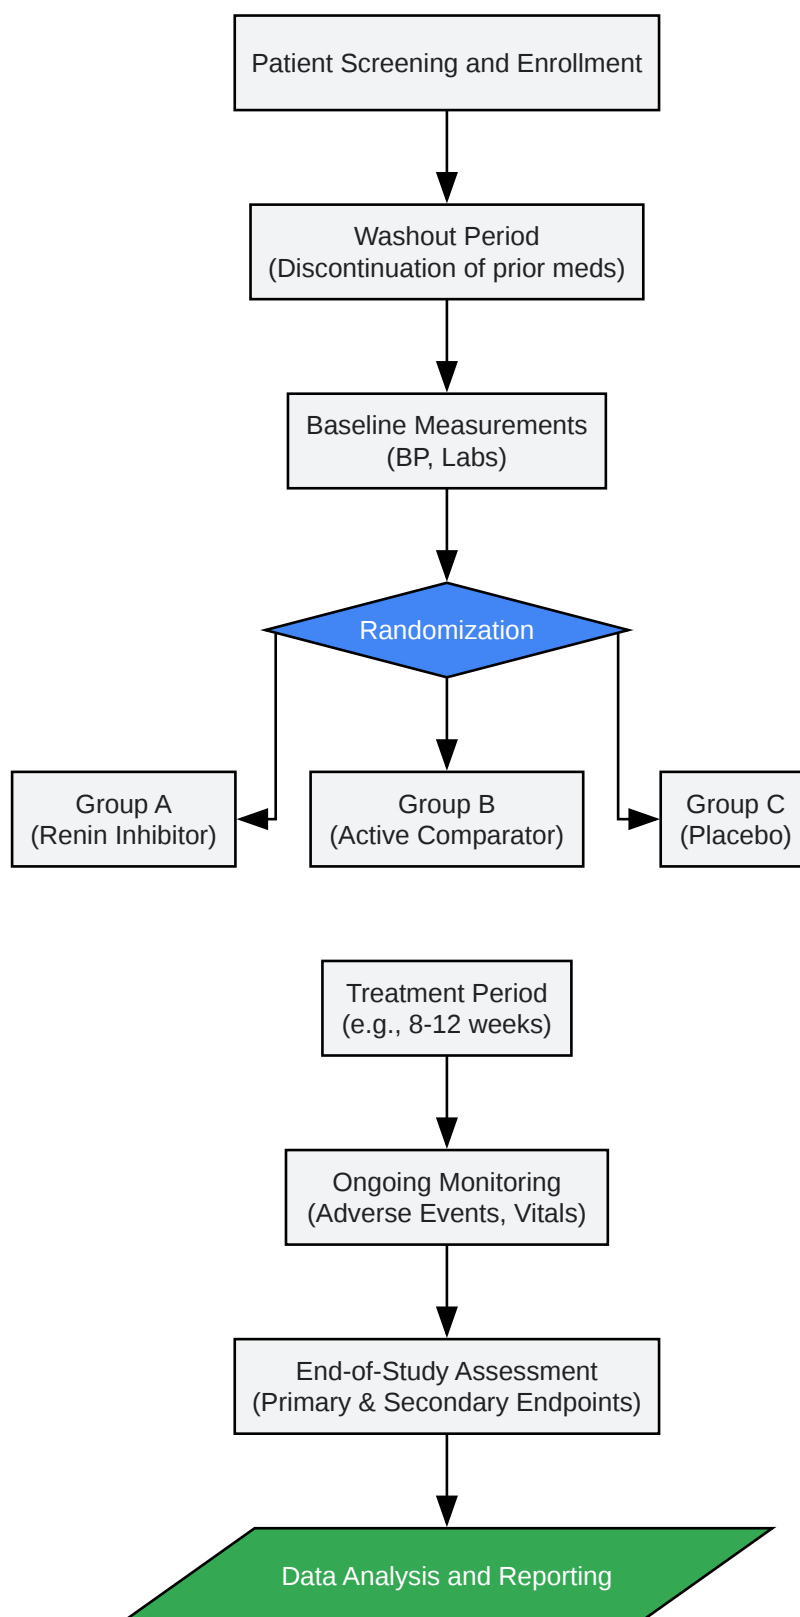 Patient Screening and Enrollment
Washout Period
(Discontinuation of prior meds)
Baseline Measurements
(BP, Labs)
Randomization
Group A
(Renin Inhibitor)
Group B
(Active Comparator)
Group C
(Placebo)
Treatment Period
(e.g., 8-12 weeks)
Ongoing Monitoring
(Adverse Events, Vitals)
End-of-Study Assessment
(Primary & Secondary Endpoints)
Data Analysis and Reporting